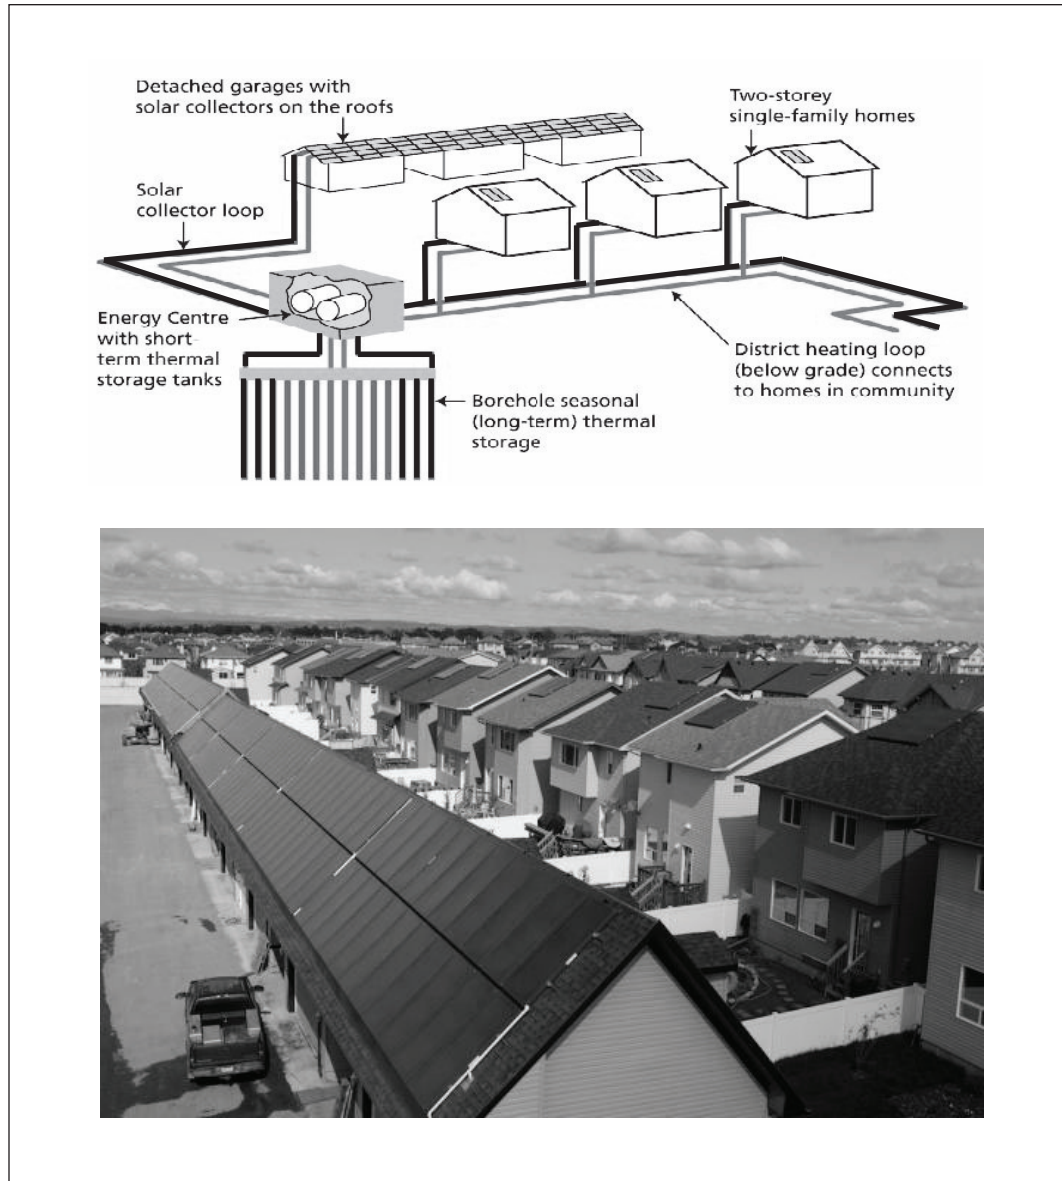 Detached garages with
solar collectors on the roofs
Two-storey
single-family homes
Solar
collector loop
Energy Centre
with short-
term thermal
storage tanks
District heating loop
(below grade) connects
to homes in community
Borehole seasonal
(long-term) thermal
storage